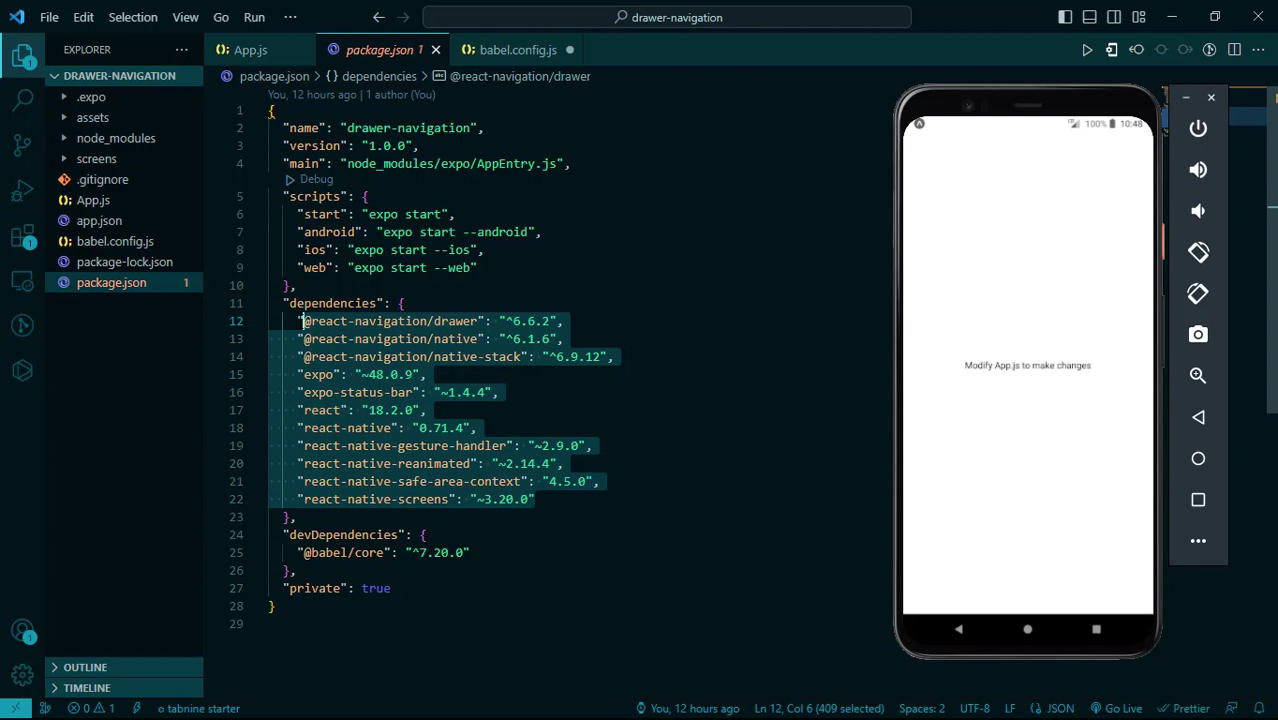 File Edit Selection View Go Run ··· drawer-navigation
EXPLORER ··· App.js package.json 1 babel.config.js
DRAWER-NAVIGATION
package.json > {} dependencies > abc @react-navigation/drawer
.expo
assets
node_modules
screens
.gitignore
App.js
app.json
babel.config.js
package-lock.json
package.json 1
OUTLINE
TIMELINE
1
1
1
You, 12 hours ago | 1 author (You)
1 {
2 "name": "drawer-navigation",
3 "version": "1.0.0",
4 "main": "node_modules/expo/AppEntry.js",
Debug
5 "scripts": {
6 "start": "expo start",
7 "android": "expo start --android",
8 "ios": "expo start --ios",
9 "web": "expo start --web"
10 },
11 "dependencies": {
12 "@react-navigation/drawer": "^6.6.2",
13 "@react-navigation/native": "^6.1.6",
14 "@react-navigation/native-stack": "^6.9.12",
15 "expo": "~48.0.9",
16 "expo-status-bar": "~1.4.4",
17 "react": "18.2.0",
18 "react-native": "0.71.4",
19 "react-native-gesture-handler": "~2.9.0",
20 "react-native-reanimated": "~2.14.4",
21 "react-native-safe-area-context": "4.5.0",
22 "react-native-screens": "~3.20.0"
23 },
24 "devDependencies": {
25 "@babel/core": "^7.20.0"
26 },
27 "private": true
28 }
29
100% 10:48
Modify App.js to make changes
0 1 tabnine starter You, 12 hours ago Ln 12, Col 6 (409 selected) Spaces: 2 UTF-8 LF {} JSON Go Live Prettier